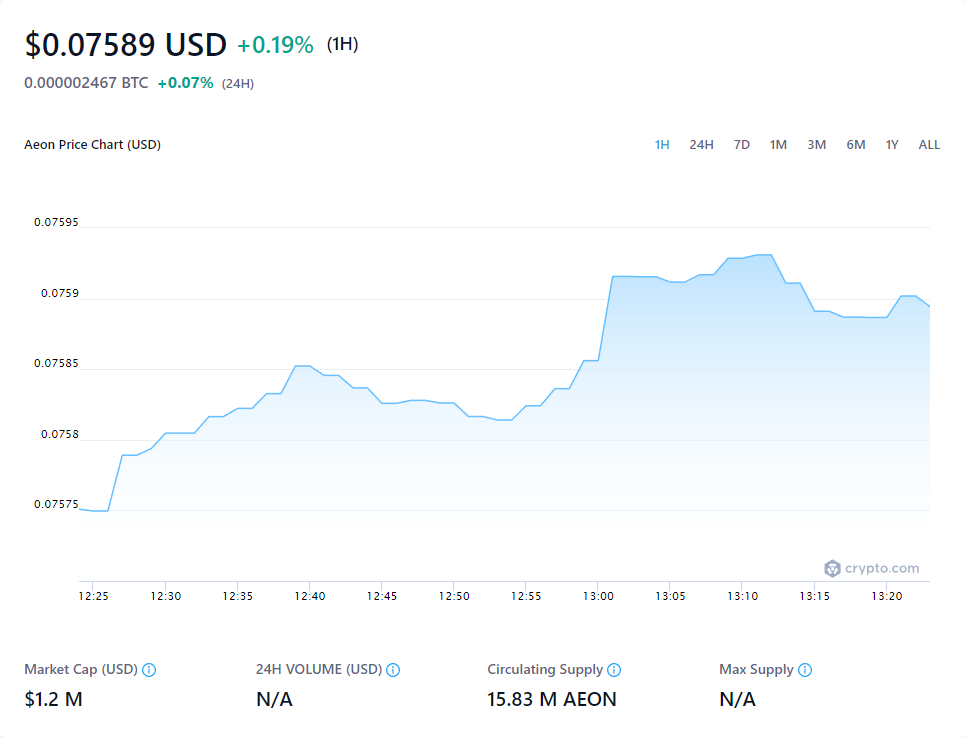 $0.07589 USD +0.19% (1H)
0.000002467 BTC +0.07% (24H)
Aeon Price Chart (USD) 1H 24H 7D 1M 3M 6M 1Y ALL
0.07595
0.0759
0.07585
0.0758
0.07575
crypto.com
12:25 12:30 12:35 12:40 12:45 12:50 12:55 13:00 13:05 13:10 13:15 13:20
Market Cap (USD) 24H VOLUME (USD) Circulating Supply Max Supply
$1.2 M N/A 15.83 M AEON N/A